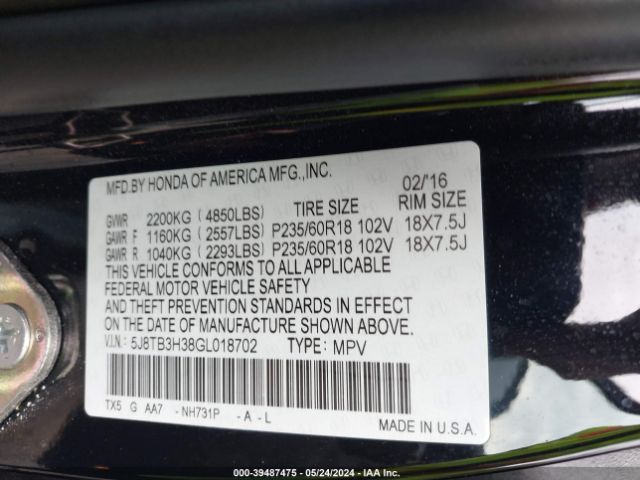 MFD.BY HONDA OF AMERICA MFG.,INC.
02/'16
GVWR 2200KG ( 4850LBS) TIRE SIZE RIM SIZE
GAWR F 1160KG ( 2557LBS) P235/60R18 102V 18X7.5J
GAWR R 1040KG ( 2293LBS) P235/60R18 102V 18X7.5J
THIS VEHICLE CONFORMS TO ALL APPLICABLE
FEDERAL MOTOR VEHICLE SAFETY
AND THEFT PREVENTION STANDARDS IN EFFECT
ON THE DATE OF MANUFACTURE SHOWN ABOVE.
V.I.N: 5J8TB3H38GL018702 TYPE: MPV
TX5 G AA7 - NH731P - A - L
MADE IN U.S.A.
000-39487475 - 05/24/2024 - IAA Inc.